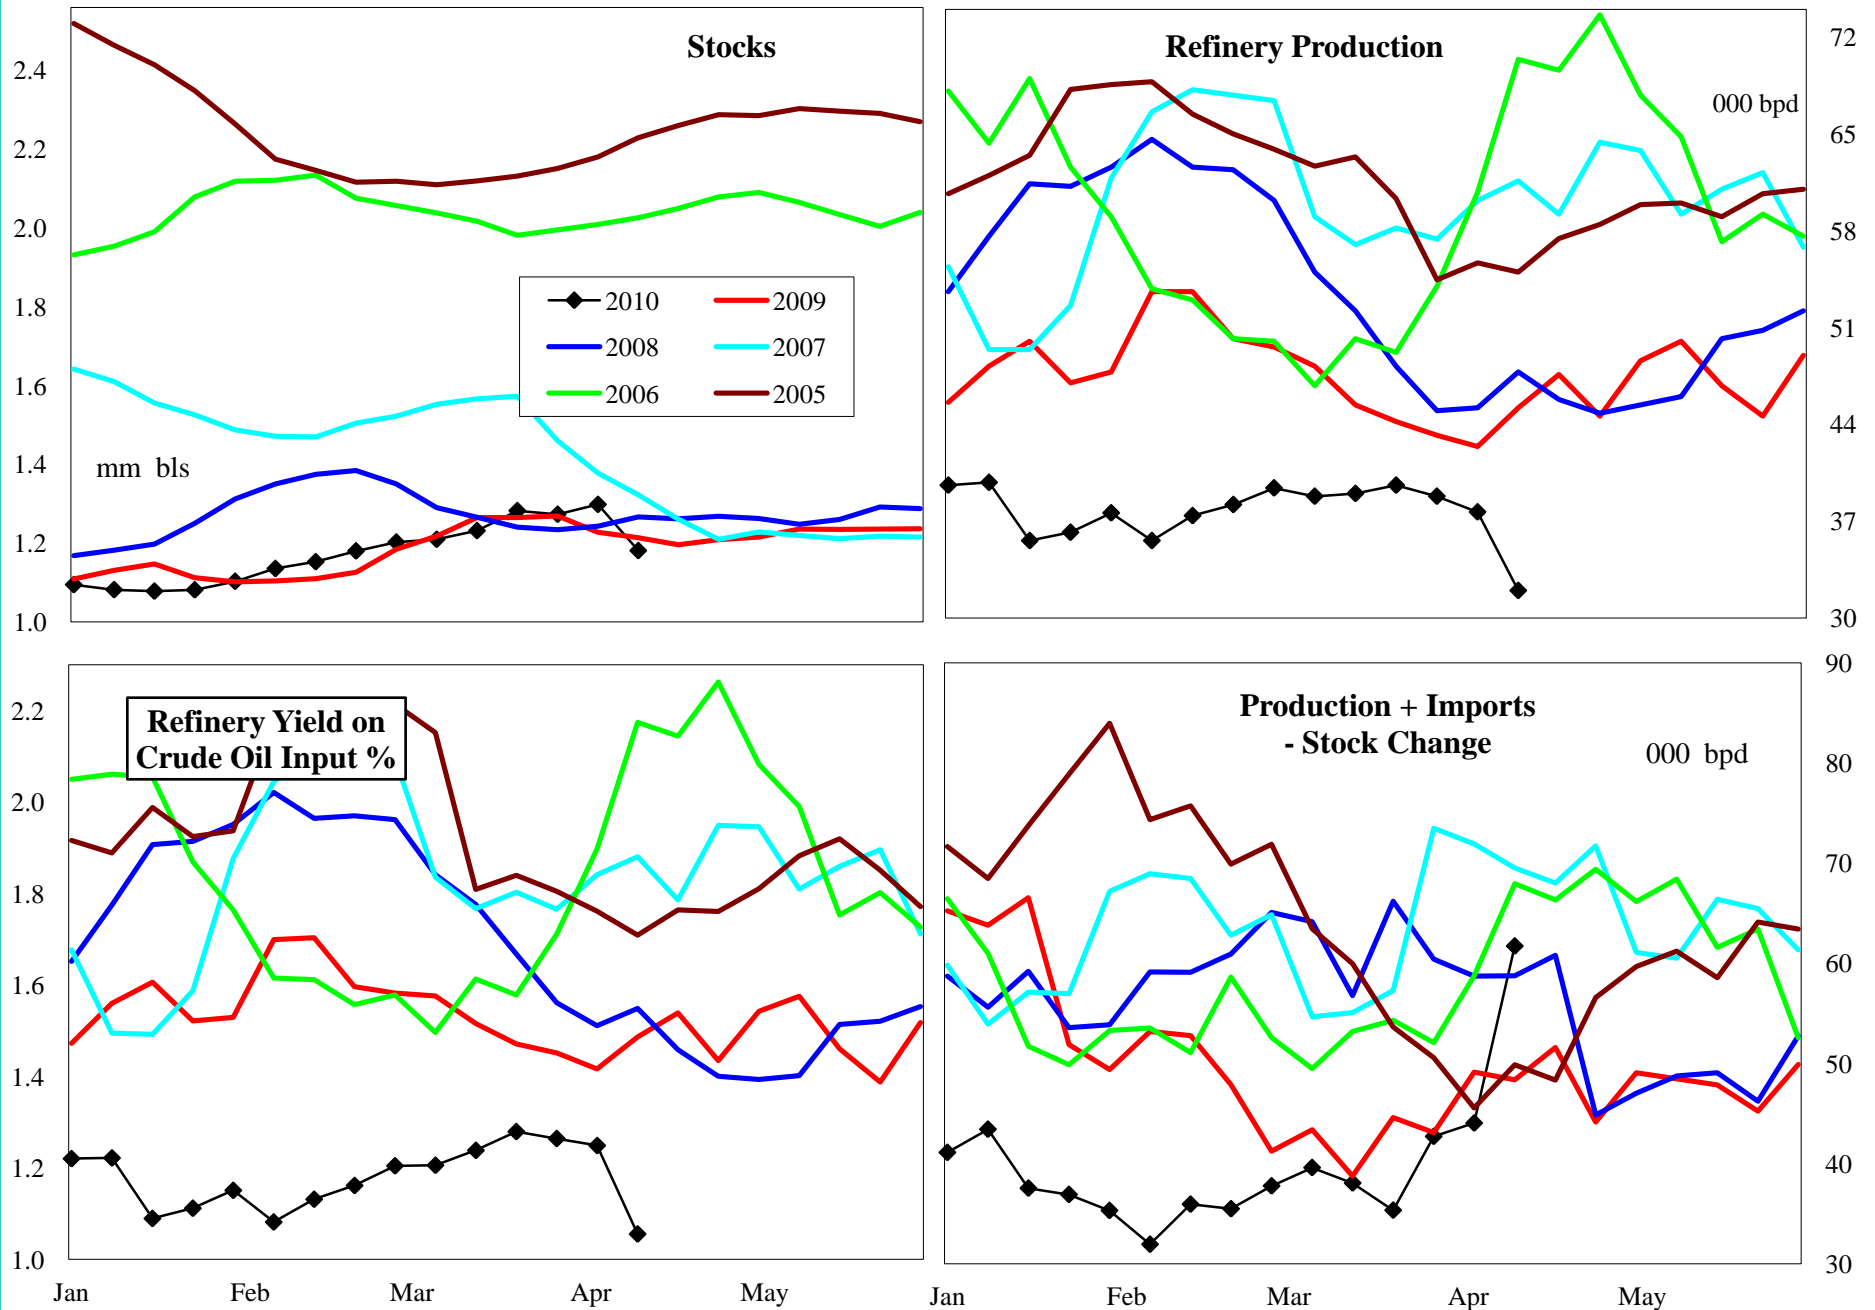 Stocks
2.4
2.2
2.0
1.8
1.6
1.4
1.2
1.0
mm bls
2010 2009
2008 2007
2006 2005
Refinery Production
000 bpd
72
65
58
51
44
37
30
Refinery Yield on
Crude Oil Input %
2.2
2.0
1.8
1.6
1.4
1.2
1.0
Jan Feb Mar Apr May
Production + Imports
- Stock Change
000 bpd
90
80
70
60
50
40
30
Jan Feb Mar Apr May